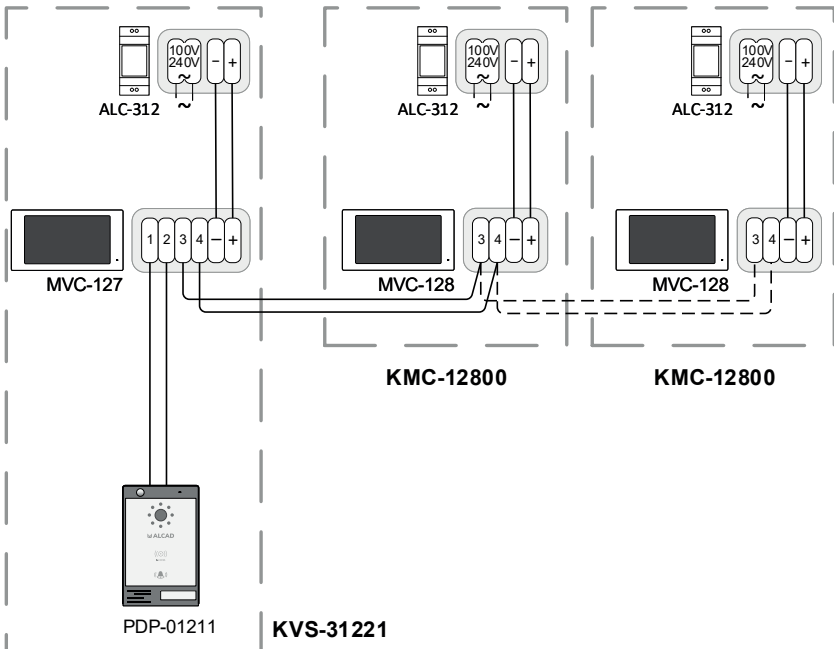 100V
240V
~
- +
ALC-312
~
100V
240V
~
- +
ALC-312
~
100V
240V
~
- +
ALC-312
~
1 2 3 4 - +
MVC-127
3 4 - +
MVC-128
3 4 - +
MVC-128
KMC-12800
KMC-12800
ALCAD
PDP-01211
KVS-31221